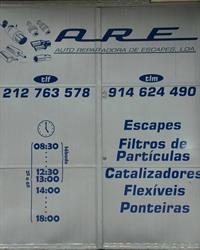 ARE
AUTO REPARADORA DE ESCAPES, LDA.
tlf
212 763 578
tlm
914 624 490
08:30
12:30
13:00
14:00
18:00
Escapes
Filtros de
Partículas
Catalizadores
Flexíveis
Ponteiras